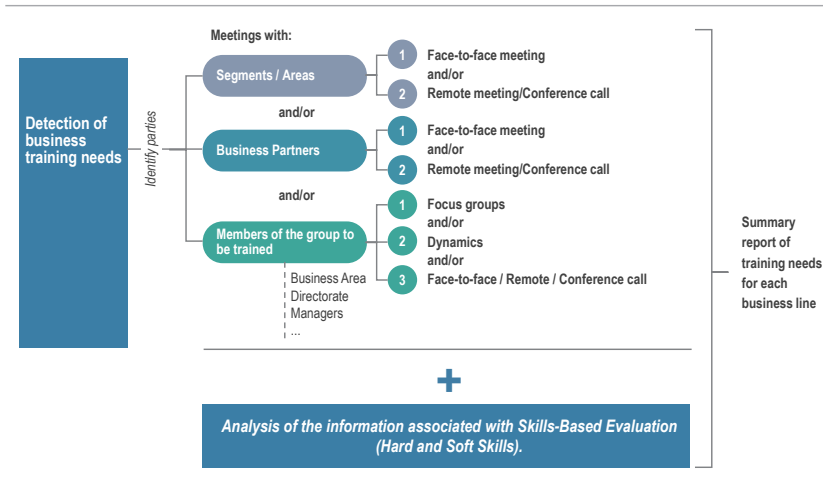 Meetings with:
Detection of
business
training needs
Identify parties
Segments / Areas
1 Face-to-face meeting
and/or
2 Remote meeting/Conference call
and/or
Business Partners
1 Face-to-face meeting
and/or
2 Remote meeting/Conference call
and/or
Members of the group to
be trained
1 Focus groups
and/or
2 Dynamics
and/or
3 Face-to-face / Remote / Conference call
Business Area
Directorate
Managers
...
Summary
report of
training needs
for each
business line
+
Analysis of the information associated with Skills-Based Evaluation
(Hard and Soft Skills).